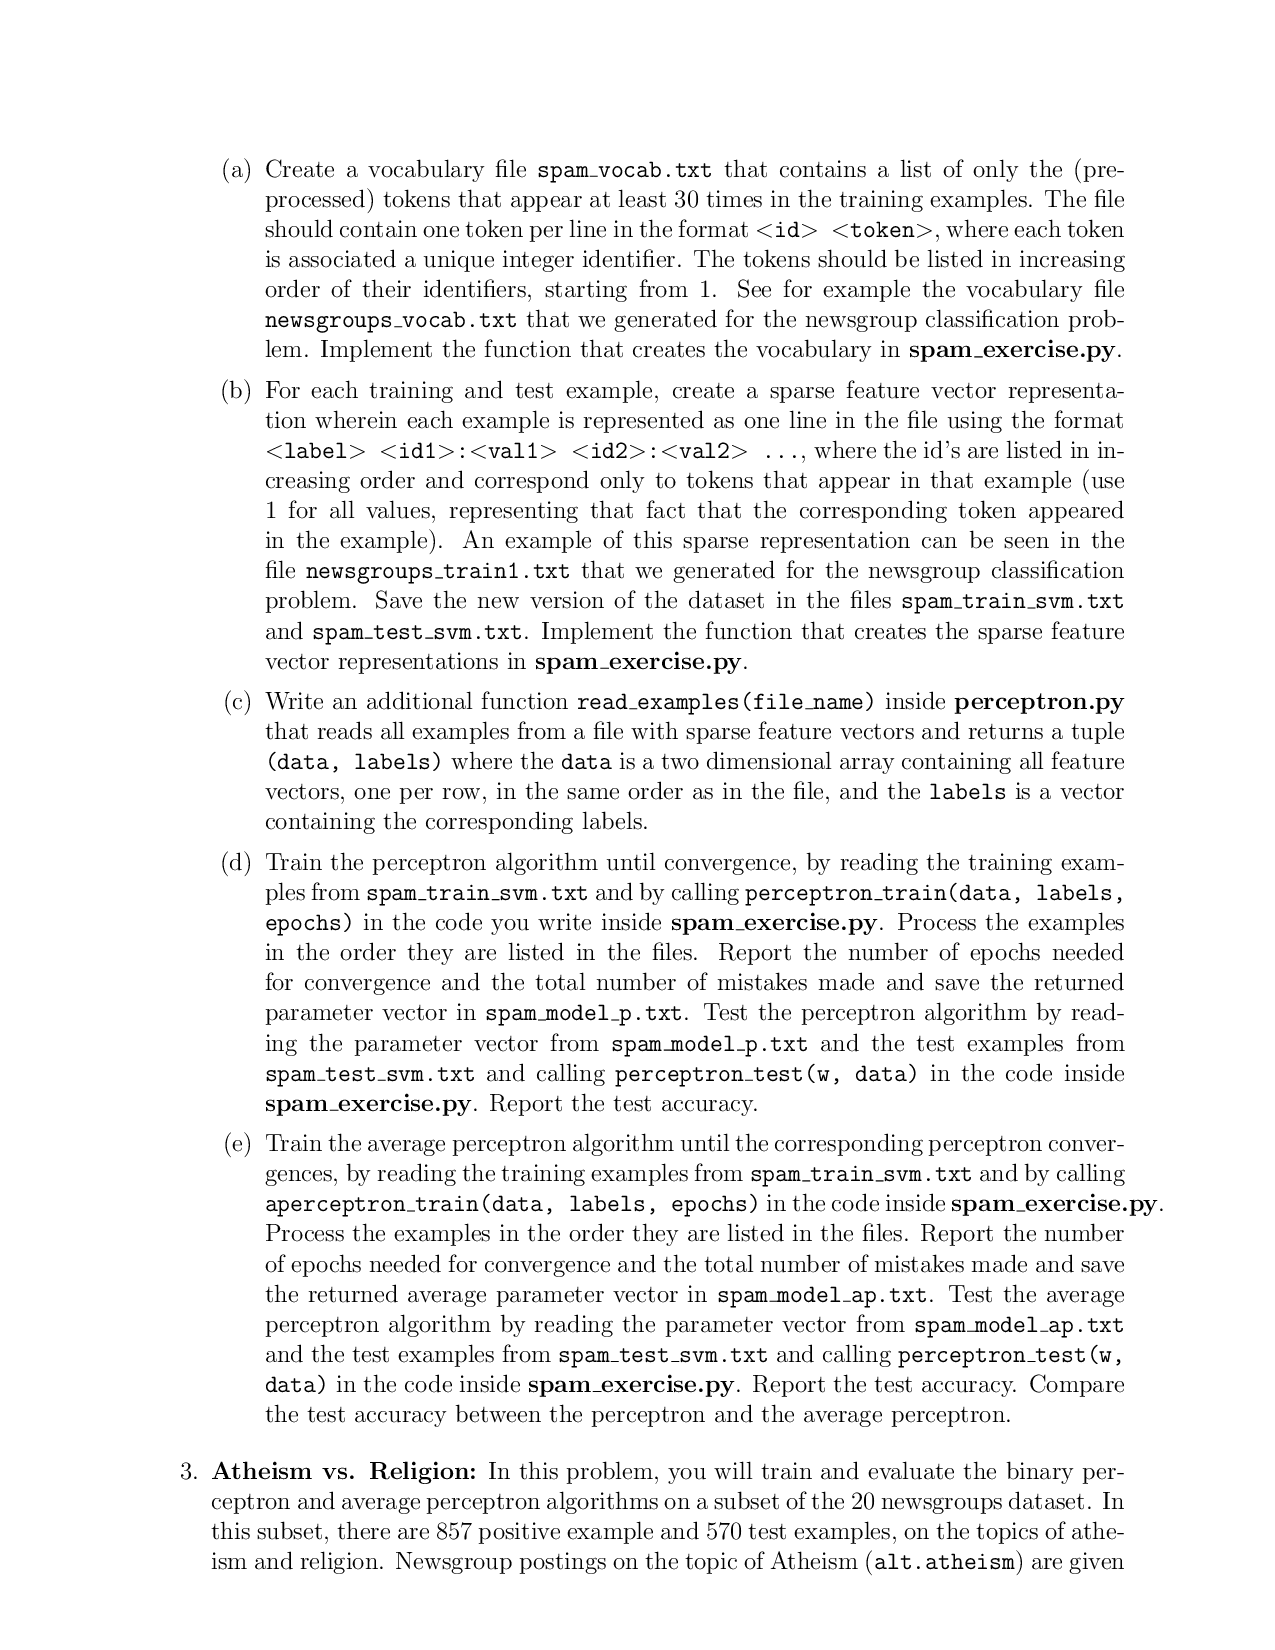 (a) Create a vocabulary file spam_vocab.txt that contains a list of only the (pre-
processed) tokens that appear at least 30 times in the training examples. The file
should contain one token per line in the format <id> <token>, where each token
is associated a unique integer identifier. The tokens should be listed in increasing
order of their identifiers, starting from 1. See for example the vocabulary file
newsgroups_vocab.txt that we generated for the newsgroup classification prob-
lem. Implement the function that creates the vocabulary in spam_exercise.py.
(b) For each training and test example, create a sparse feature vector representa-
tion wherein each example is represented as one line in the file using the format
<label> <id1>:<val1> <id2>:<val2> ..., where the id's are listed in in-
creasing order and correspond only to tokens that appear in that example (use
1 for all values, representing that fact that the corresponding token appeared
in the example). An example of this sparse representation can be seen in the
file newsgroups_train1.txt that we generated for the newsgroup classification
problem. Save the new version of the dataset in the files spam_train_svm.txt
and spam_test_svm.txt. Implement the function that creates the sparse feature
vector representations in spam_exercise.py.
(c) Write an additional function read_examples(file_name) inside perceptron.py
that reads all examples from a file with sparse feature vectors and returns a tuple
(data, labels) where the data is a two dimensional array containing all feature
vectors, one per row, in the same order as in the file, and the labels is a vector
containing the corresponding labels.
(d) Train the perceptron algorithm until convergence, by reading the training exam-
ples from spam_train_svm.txt and by calling perceptron_train(data, labels,
epochs) in the code you write inside spam_exercise.py. Process the examples
in the order they are listed in the files. Report the number of epochs needed
for convergence and the total number of mistakes made and save the returned
parameter vector in spam_model_p.txt. Test the perceptron algorithm by read-
ing the parameter vector from spam_model_p.txt and the test examples from
spam_test_svm.txt and calling perceptron_test(w, data) in the code inside
spam_exercise.py. Report the test accuracy.
(e) Train the average perceptron algorithm until the corresponding perceptron conver-
gences, by reading the training examples from spam_train_svm.txt and by calling
aperceptron_train(data, labels, epochs) in the code inside spam_exercise.py.
Process the examples in the order they are listed in the files. Report the number
of epochs needed for convergence and the total number of mistakes made and save
the returned average parameter vector in spam_model_ap.txt. Test the average
perceptron algorithm by reading the parameter vector from spam_model_ap.txt
and the test examples from spam_test_svm.txt and calling perceptron_test(w,
data) in the code inside spam_exercise.py. Report the test accuracy. Compare
the test accuracy between the perceptron and the average perceptron.
3. Atheism vs. Religion: In this problem, you will train and evaluate the binary per-
ceptron and average perceptron algorithms on a subset of the 20 newsgroups dataset. In
this subset, there are 857 positive example and 570 test examples, on the topics of athe-
ism and religion. Newsgroup postings on the topic of Atheism (alt.atheism) are given